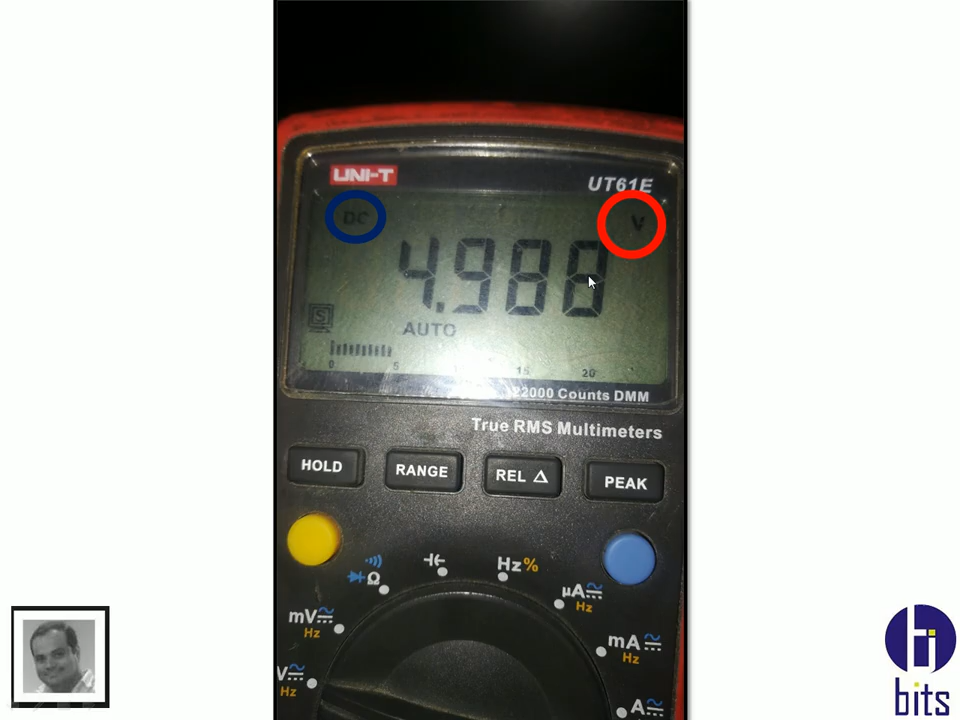 UNI-T
UT61E
DC
V
4.988
S
AUTO
0 5 15 20
22000 Counts DMM
True RMS Multimeters
HOLD
RANGE
REL Δ
PEAK
Hz%
Ω
µA
Hz
mV
Hz
mA
Hz
V
Hz
A
bits